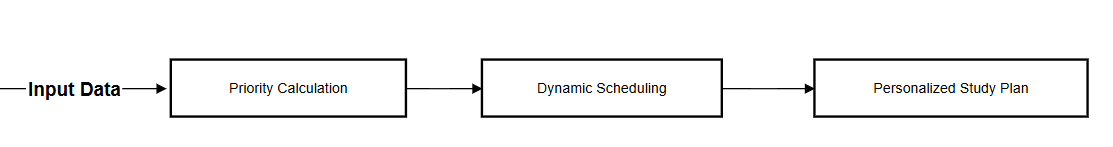 Input Data
Priority Calculation
Dynamic Scheduling
Personalized Study Plan